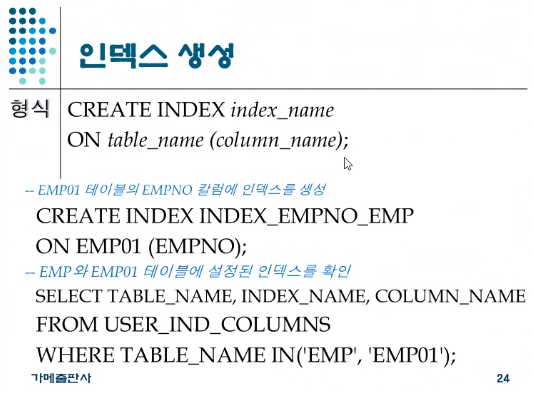 인덱스 생성
형식 CREATE INDEX index_name
ON table_name (column_name);
-- EMP01 테이블의 EMPNO 칼럼에 인덱스를 생성
CREATE INDEX INDEX_EMPNO_EMP
ON EMP01 (EMPNO);
-- EMP와 EMP01 테이블에 설정된 인덱스를 확인
SELECT TABLE_NAME, INDEX_NAME, COLUMN_NAME
FROM USER_IND_COLUMNS
WHERE TABLE_NAME IN('EMP', 'EMP01');
가메출판사 24